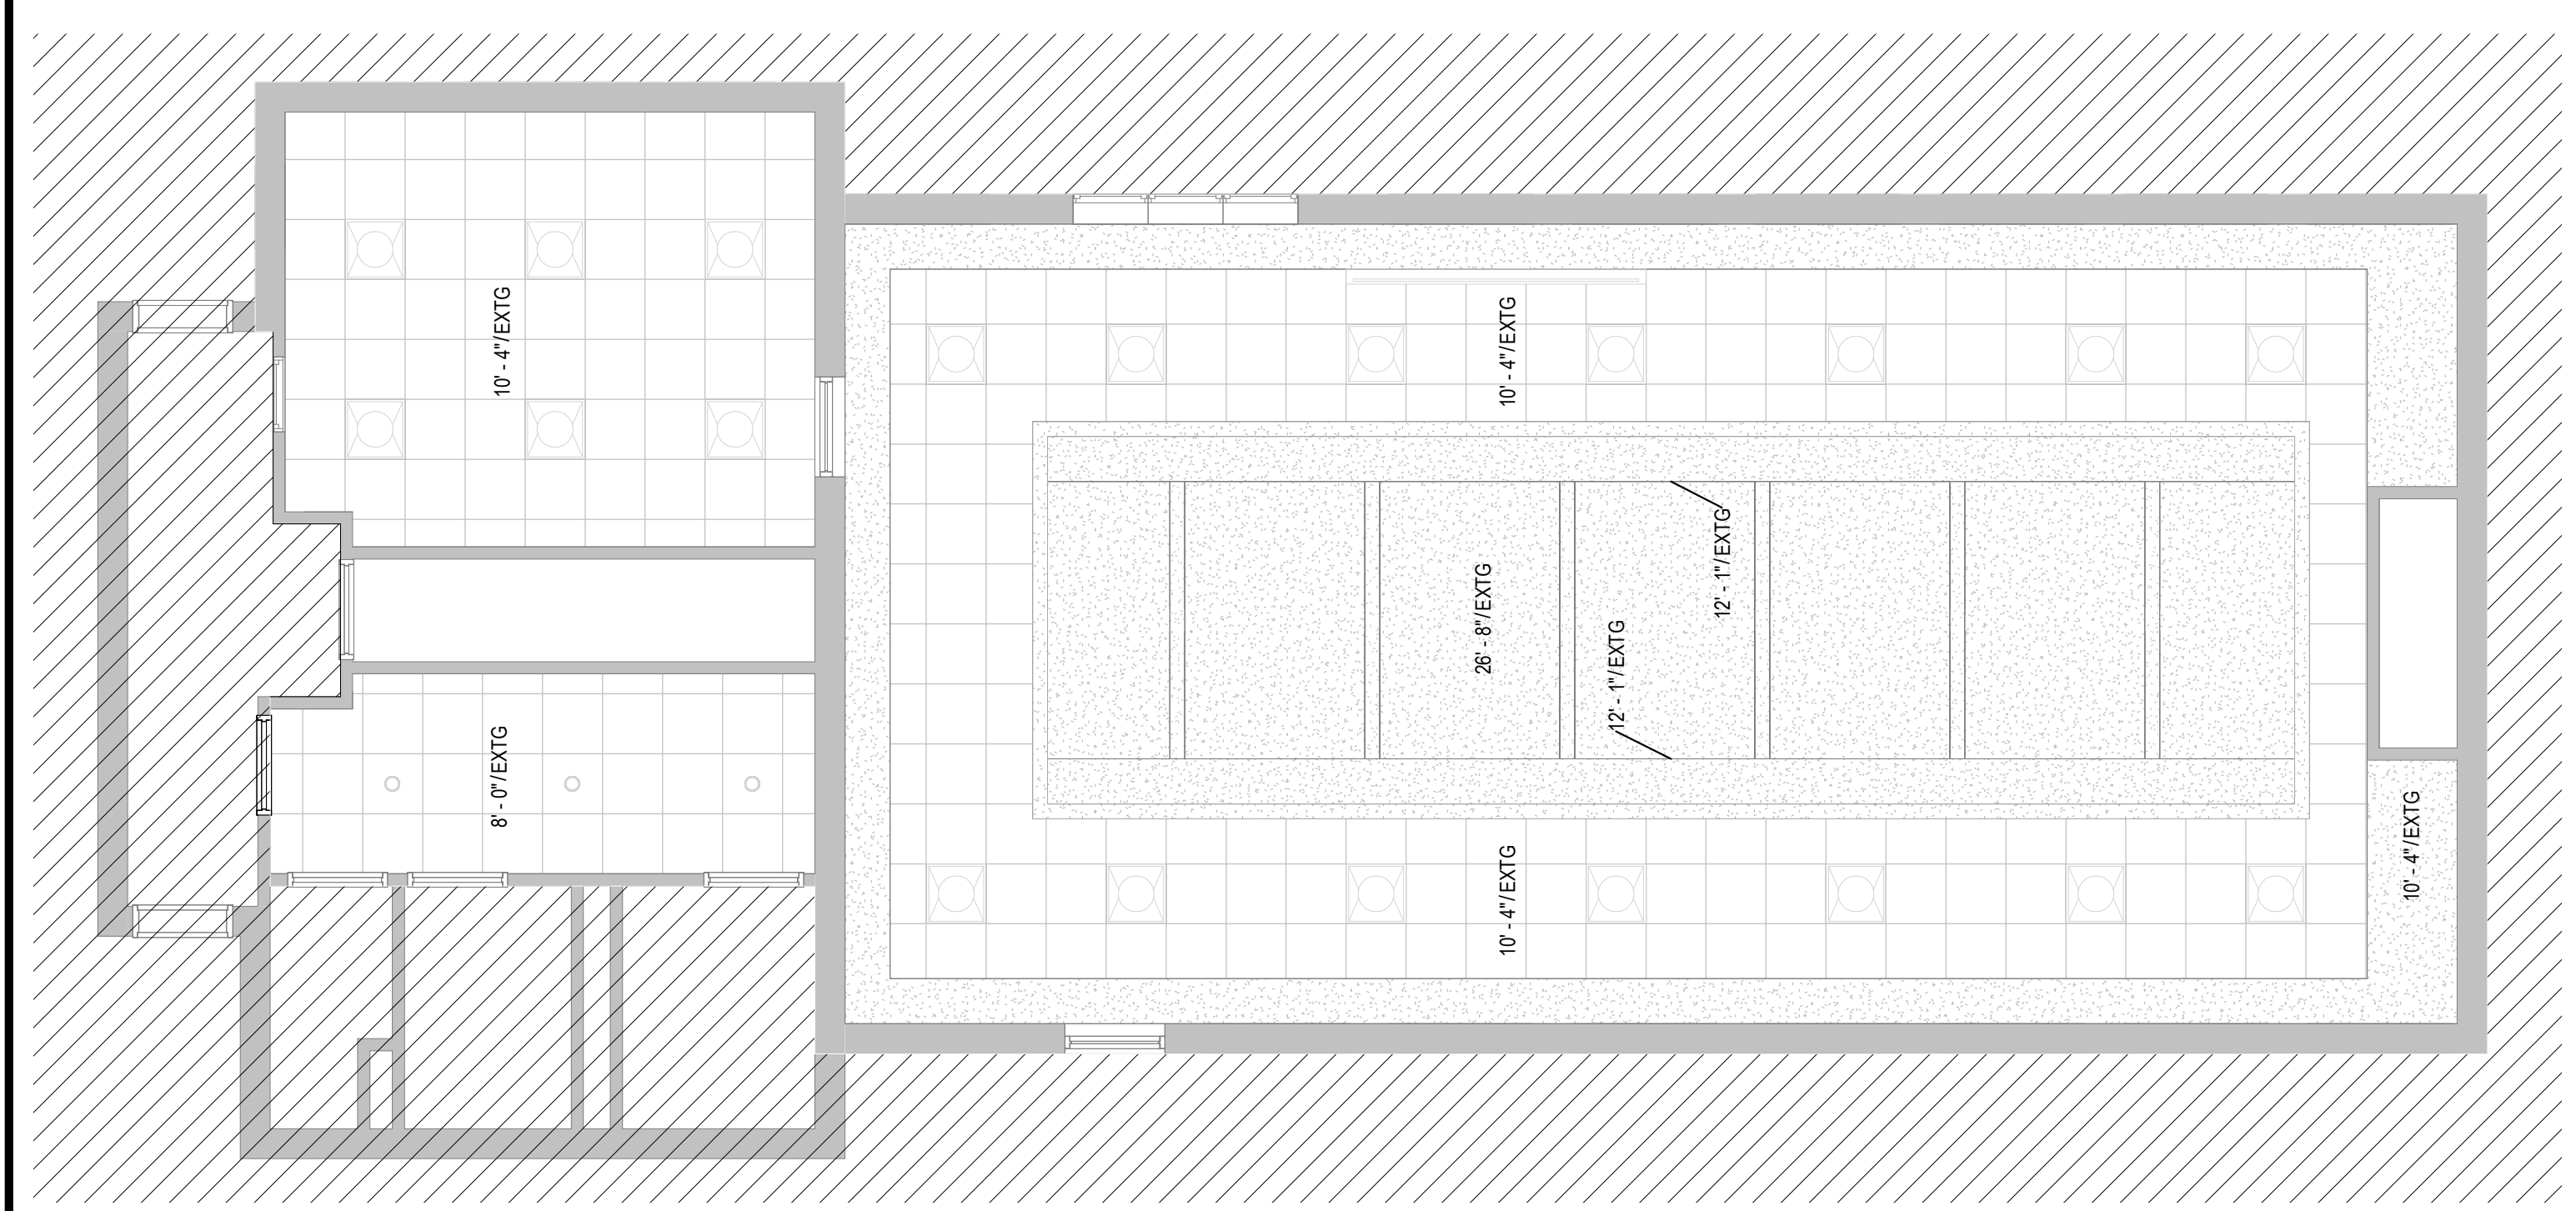 10' - 4"/EXTG
8' - 0"/EXTG
10' - 4"/EXTG
26' - 8"/EXTG
12' - 1"/EXTG
12' - 1"/EXTG
10' - 4"/EXTG
10' - 4"/EXTG